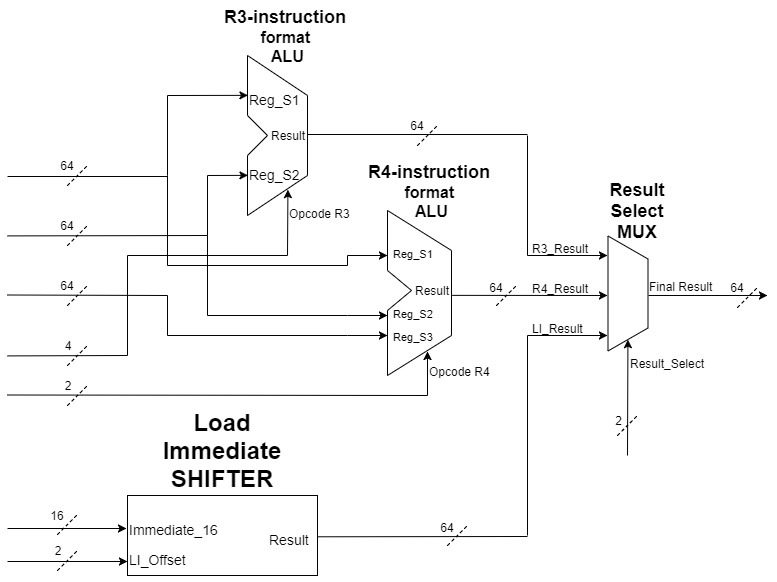 R3-instruction
format
ALU
Reg_S1
Result
Reg_S2
Opcode R3
64
64
64
64
4
2
R4-instruction
format
ALU
Reg_S1
Result
Reg_S2
Reg_S3
Opcode R4
64
Result
Select
MUX
R3_Result
R4_Result
LI_Result
Final Result
64
Result_Select
2
Load
Immediate
SHIFTER
16
Immediate_16
2
LI_Offset
Result
64